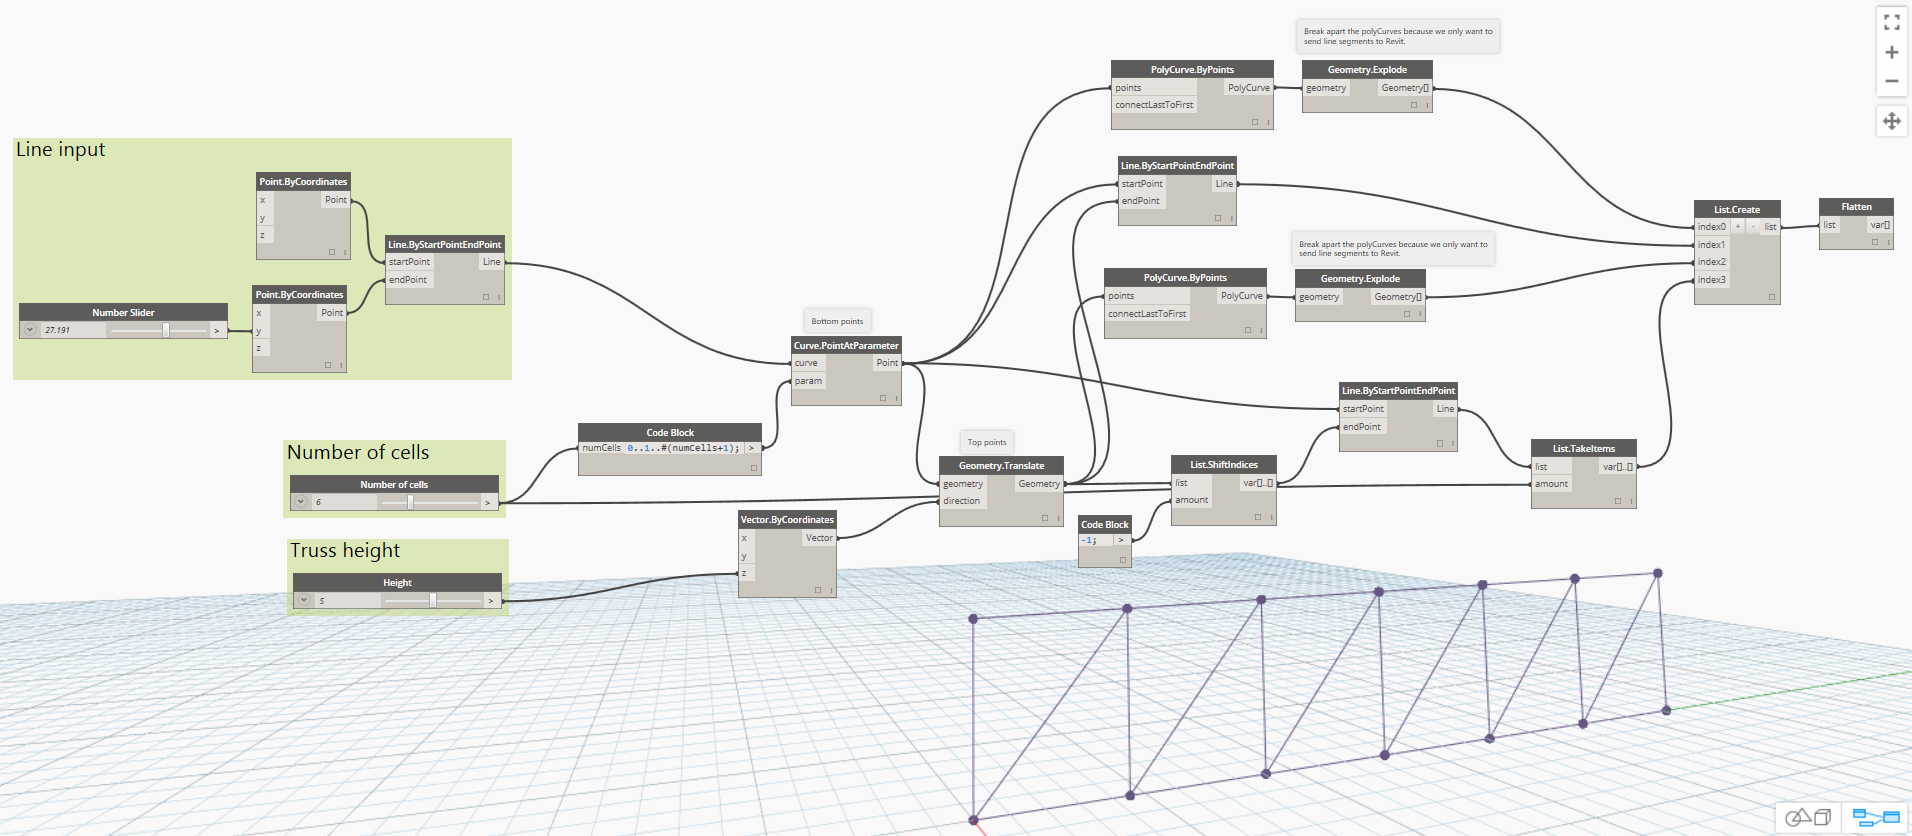 Break apart the polyCurves because we only want to
send line segments to Revit.
PolyCurve.ByPoints
points PolyCurve
connectLastToFirst
Geometry.Explode
geometry Geometry[]
Line input
Point.ByCoordinates
x Point
y
z
Line.ByStartPointEndPoint
startPoint Line
endPoint
Number Slider
27.191 >
Point.ByCoordinates
x Point
y
z
Line.ByStartPointEndPoint
startPoint Line
endPoint
Break apart the polyCurves because we only want to
send line segments to Revit.
PolyCurve.ByPoints
points PolyCurve
connectLastToFirst
Geometry.Explode
geometry Geometry[]
List.Create
index0 + - list
index1
index2
index3
Flatten
list var[]
Bottom points
Curve.PointAtParameter
curve Point
param
Line.ByStartPointEndPoint
startPoint Line
endPoint
Number of cells
Number of cells
6 >
Code Block
numCells 0..1..#(numCells+1); >
Top points
Geometry.Translate
geometry Geometry
direction
List.ShiftIndices
list var[]..[]
amount
List.TakeItems
list var[]..[]
amount
Vector.ByCoordinates
x Vector
y
z
Code Block
-1; >
Truss height
Height
5 >